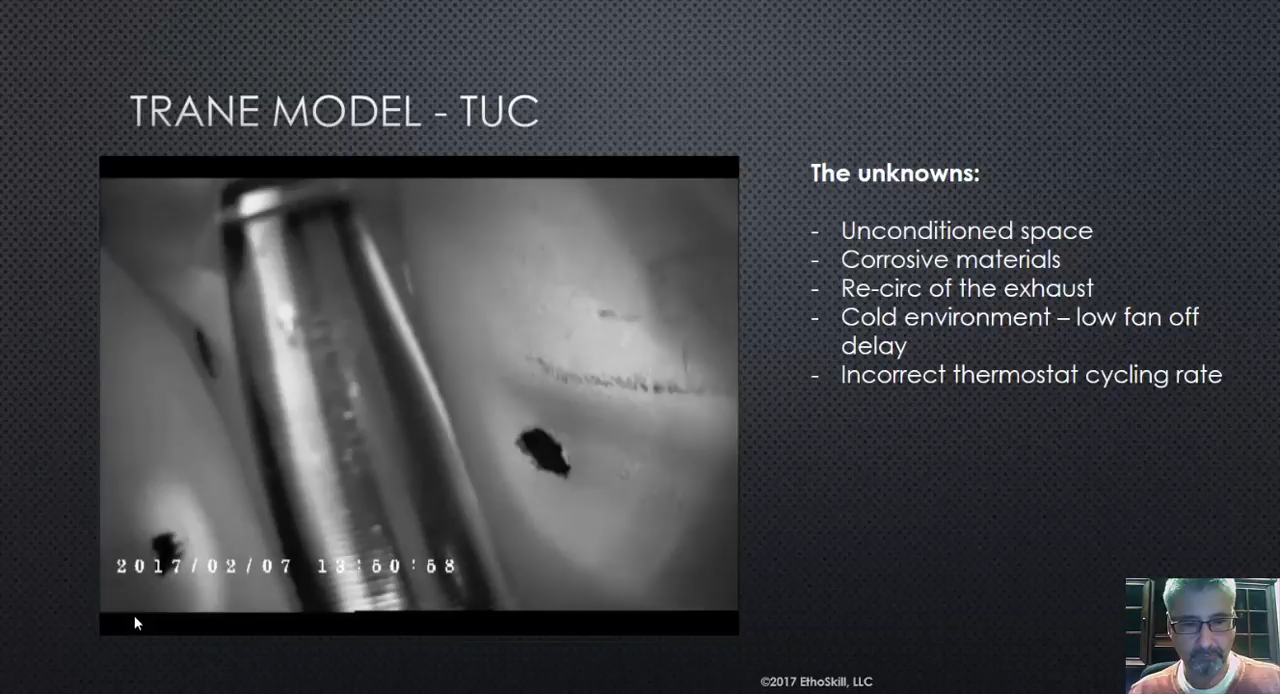 TRANE MODEL - TUC
The unknowns:
- Unconditioned space
- Corrosive materials
- Re-circ of the exhaust
- Cold environment – low fan off
delay
- Incorrect thermostat cycling rate
2017/02/07 13:50:58
©2017 EthoSkill, LLC